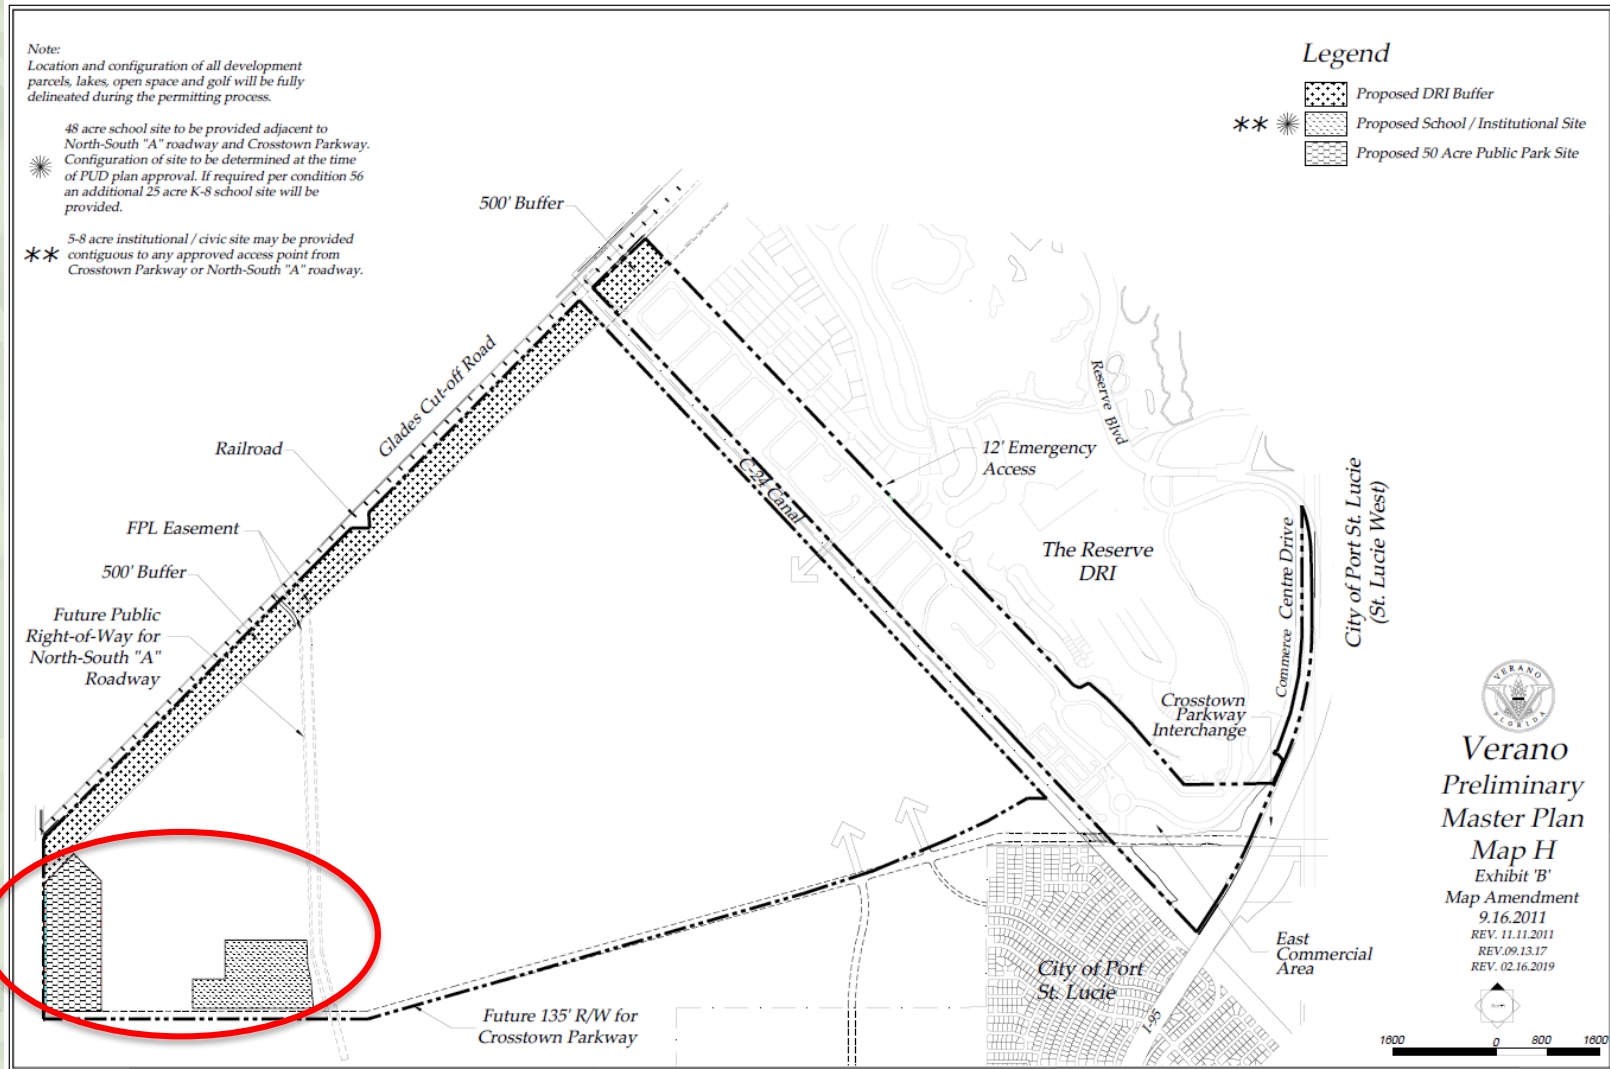 Note:
Location and configuration of all development
parcels, lakes, open space and golf will be fully
delineated during the permitting process.
48 acre school site to be provided adjacent to
North-South "A" roadway and Crosstown Parkway.
Configuration of site to be determined at the time
of PUD plan approval. If required per condition 56
an additional 25 acre K-8 school site will be
provided.
** 5-8 acre institutional / civic site may be provided
contiguous to any approved access point from
Crosstown Parkway or North-South "A" roadway.
Legend
Proposed DRI Buffer
** Proposed School / Institutional Site
Proposed 50 Acre Public Park Site
500' Buffer
Glades Cut-off Road
Railroad
FPL Easement
500' Buffer
Future Public
Right-of-Way for
North-South "A"
Roadway
C-24 Canal
12' Emergency
Access
Reserve Blvd
The Reserve
DRI
Commerce Centre Drive
City of Port St. Lucie
(St. Lucie West)
Crosstown
Parkway
Interchange
East
Commercial
Area
City of Port
St. Lucie
I-95
Future 135' R/W for
Crosstown Parkway
VERANO
FLORIDA
Verano
Preliminary
Master Plan
Map H
Exhibit 'B'
Map Amendment
9.16.2011
REV. 11.11.2011
REV.09.13.17
REV. 02.16.2019
1600 0 800 1600